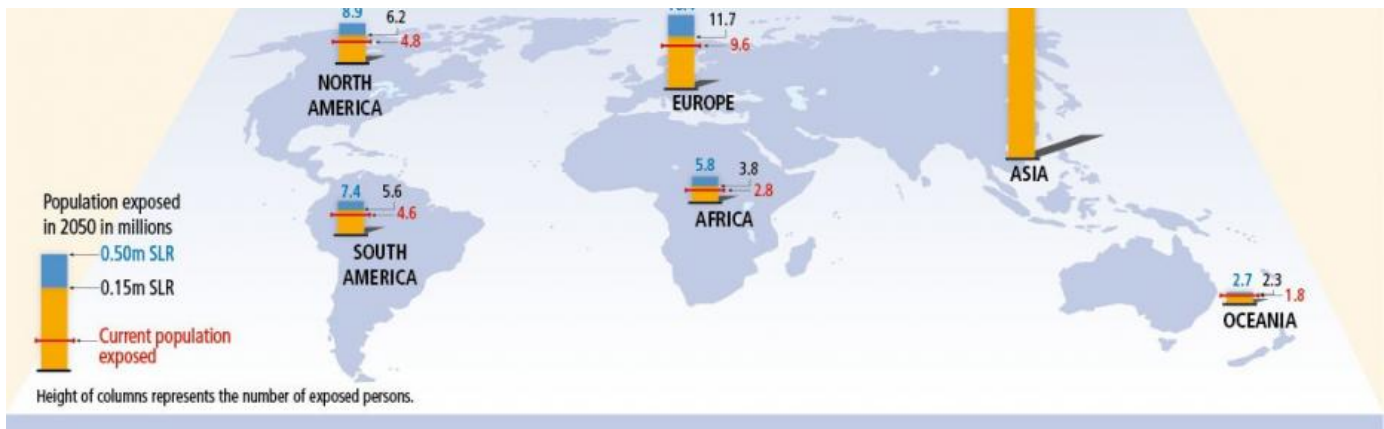 8.9
6.2
4.8
NORTH
AMERICA
11.7
9.6
EUROPE
ASIA
5.8
3.8
2.8
AFRICA
7.4
5.6
4.6
SOUTH
AMERICA
2.7 2.3
1.8
OCEANIA
Population exposed
in 2050 in millions
0.50m SLR
0.15m SLR
Current population
exposed
Height of columns represents the number of exposed persons.